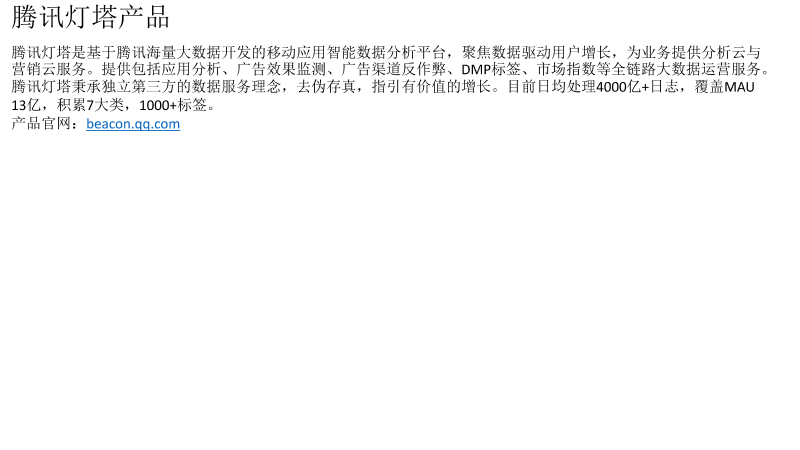 腾讯灯塔产品
腾讯灯塔是基于腾讯海量大数据开发的移动应用智能数据分析平台，聚焦数据驱动用户增长，为业务提供分析云与
营销云服务。提供包括应用分析、广告效果监测、广告渠道反作弊、DMP标签、市场指数等全链路大数据运营服务。
腾讯灯塔秉承独立第三方的数据服务理念，去伪存真，指引有价值的增长。目前日均处理4000亿+日志，覆盖MAU
13亿，积累7大类，1000+标签。
产品官网：beacon.qq.com